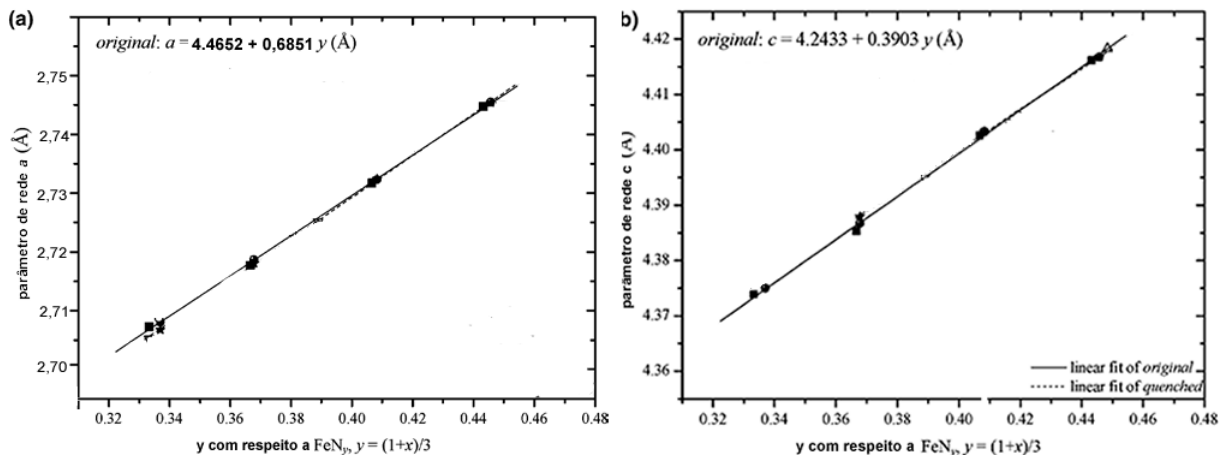 (a)
original: a = 4.4652 + 0,6851 y (Å)
2,75
2,74
2,73
2,72
2,71
2,70
parâmetro de rede a (Å)
0.32 0.34 0.36 0.38 0.40 0.42 0.44 0.46 0.48
y com respeito a FeNy, y = (1+x)/3
b)
original: c = 4.2433 + 0.3903 y (Å)
4.42
4.41
4.40
4.39
4.38
4.37
4.36
parâmetro de rede c (Å)
linear fit of original
linear fit of quenched
0.32 0.34 0.36 0.38 0.40 0.42 0.44 0.46 0.48
y com respeito a FeNy, y = (1+x)/3